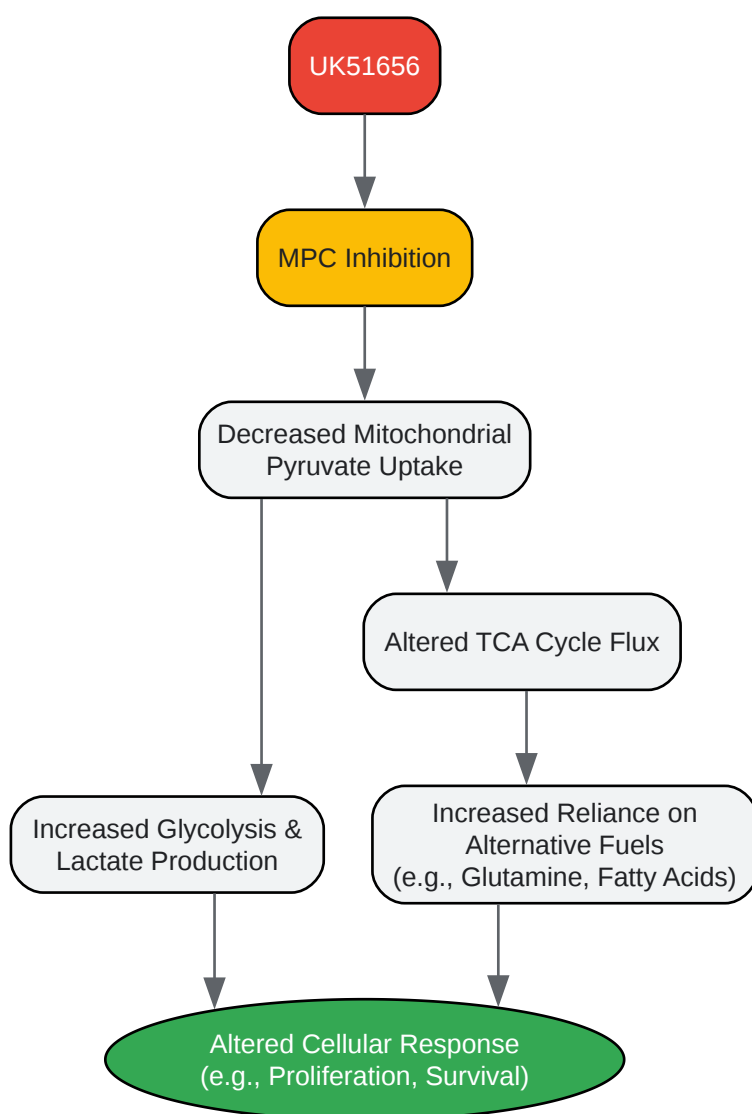 UK51656
MPC Inhibition
Decreased Mitochondrial
Pyruvate Uptake
Altered TCA Cycle Flux
Increased Glycolysis &
Lactate Production
Increased Reliance on
Alternative Fuels
(e.g., Glutamine, Fatty Acids)
Altered Cellular Response
(e.g., Proliferation, Survival)